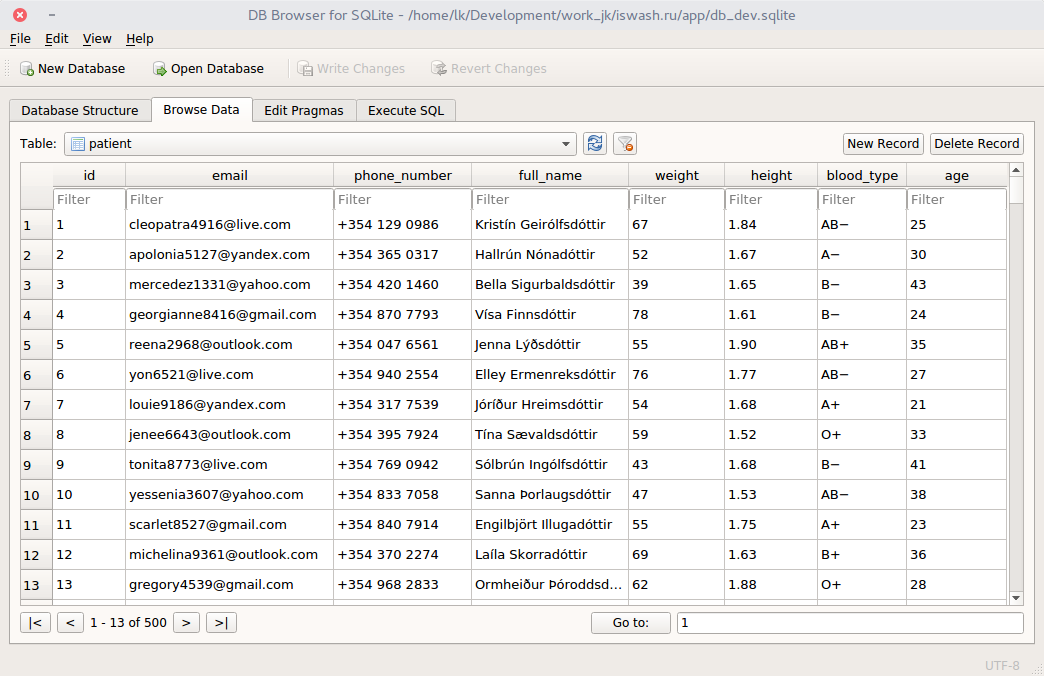 DB Browser for SQLite - /home/lk/Development/work_jk/iswash.ru/app/db_dev.sqlite
File Edit View Help
New Database Open Database Write Changes Revert Changes
Database Structure Browse Data Edit Pragmas Execute SQL
Table: patient New Record Delete Record
id email phone_number full_name weight height blood_type age
Filter Filter Filter Filter Filter Filter Filter Filter
1 1 cleopatra4916@live.com +354 129 0986 Kristín Geirólfsdóttir 67 1.84 AB− 25
2 2 apolonia5127@yandex.com +354 365 0317 Hallrún Nónadóttir 52 1.67 A− 30
3 3 mercedez1331@yahoo.com +354 420 1460 Bella Sigurbaldsdóttir 39 1.65 B− 43
4 4 georgianne8416@gmail.com +354 870 7793 Vísa Finnsdóttir 78 1.61 B− 24
5 5 reena2968@outlook.com +354 047 6561 Jenna Lýðsdóttir 55 1.90 AB+ 35
6 6 yon6521@live.com +354 940 2554 Elley Ermenreksdóttir 76 1.77 AB− 27
7 7 louie9186@yandex.com +354 317 7539 Jóríður Hreimsdóttir 54 1.68 A+ 21
8 8 jenee6643@outlook.com +354 395 7924 Tína Sævaldsdóttir 59 1.52 O+ 33
9 9 tonita8773@live.com +354 769 0942 Sólbrún Ingólfsdóttir 43 1.68 B− 41
10 10 yessenia3607@yahoo.com +354 833 7058 Sanna Þorlaugsdóttir 47 1.53 AB− 38
11 11 scarlet8527@gmail.com +354 840 7914 Engilbjört Illugadóttir 55 1.75 A+ 23
12 12 michelina9361@outlook.com +354 370 2274 Laíla Skorradóttir 69 1.63 B+ 36
13 13 gregory4539@gmail.com +354 968 2833 Ormheiður Þóroddsd... 62 1.88 O+ 28
|< < 1 - 13 of 500 > >| Go to: 1
UTF-8